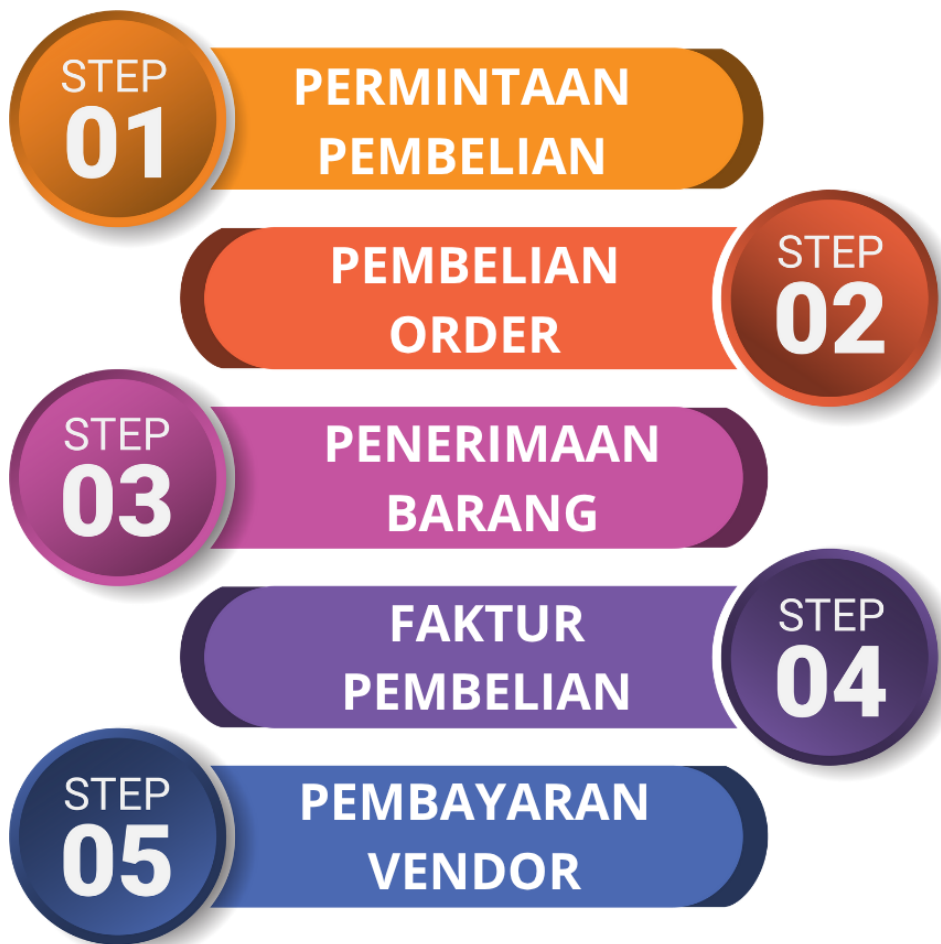 STEP
01
PERMINTAAN
PEMBELIAN
PEMBELIAN
ORDER
STEP
02
STEP
03
PENERIMAAN
BARANG
FAKTUR
PEMBELIAN
STEP
04
STEP
05
PEMBAYARAN
VENDOR